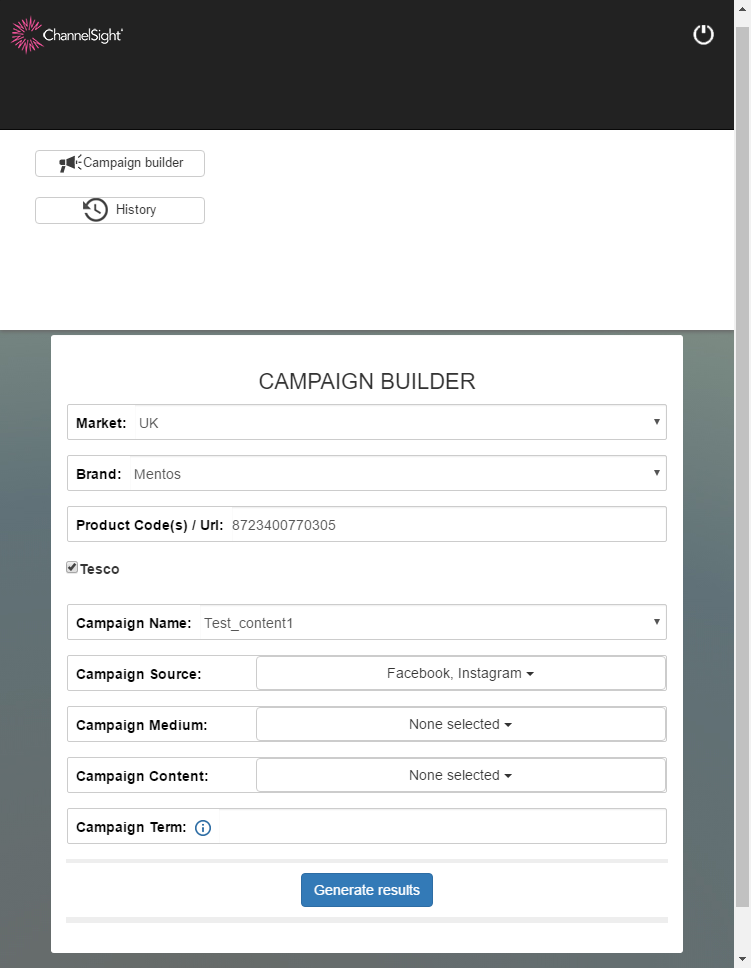 ChannelSight
Campaign builder
History
CAMPAIGN BUILDER
Market: UK
Brand: Mentos
Product Code(s) / Url: 8723400770305
Tesco
Campaign Name: Test_content1
Campaign Source: Facebook, Instagram
Campaign Medium: None selected
Campaign Content: None selected
Campaign Term:
Generate results